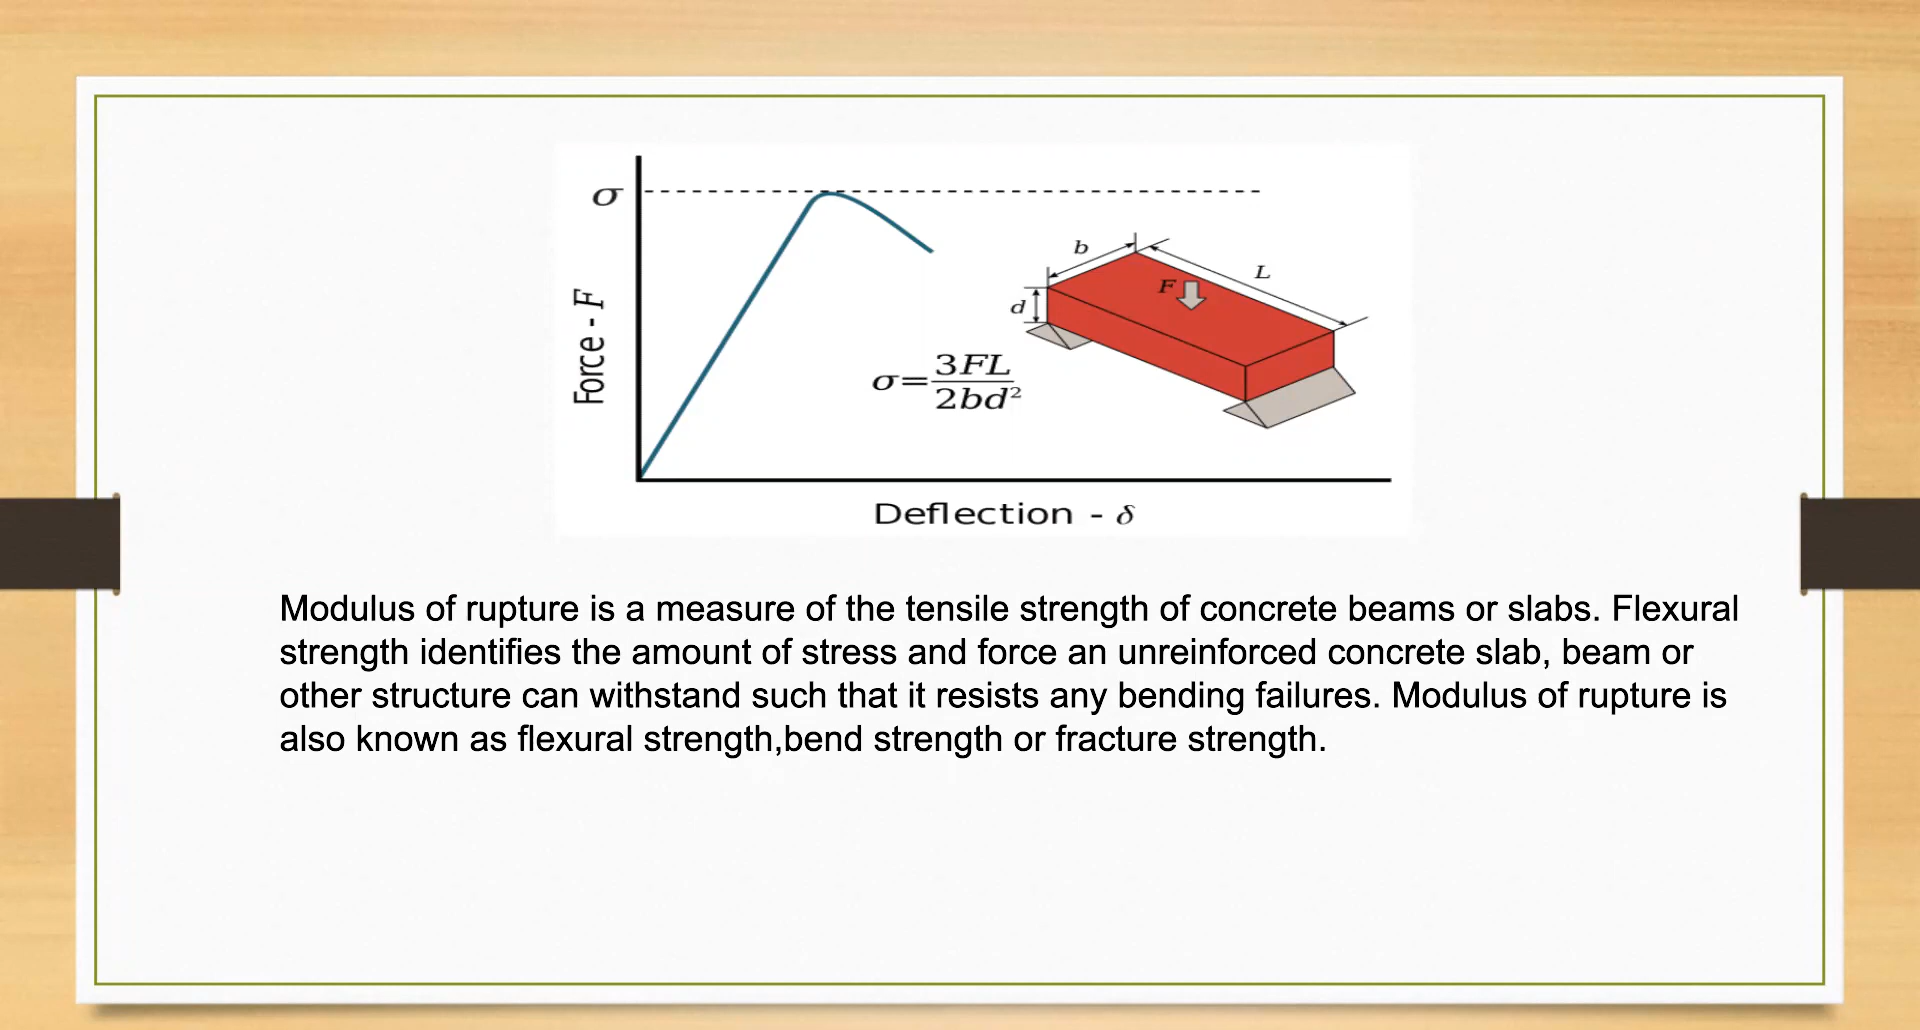 σ
b
L
F
d
Force - F
σ=3FL/2bd²
Deflection - δ
Modulus of rupture is a measure of the tensile strength of concrete beams or slabs. Flexural
strength identifies the amount of stress and force an unreinforced concrete slab, beam or
other structure can withstand such that it resists any bending failures. Modulus of rupture is
also known as flexural strength,bend strength or fracture strength.